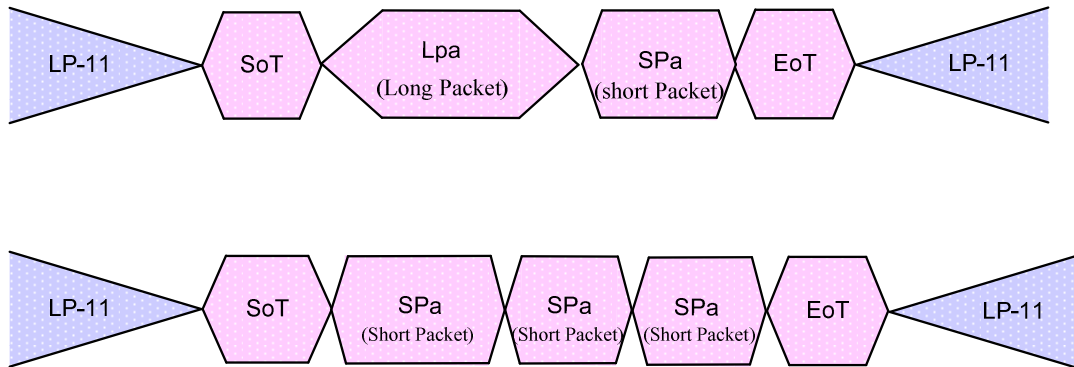 LP-11
SoT
Lpa
(Long Packet)
SPa
(short Packet)
EoT
LP-11
LP-11
SoT
SPa
(Short Packet)
SPa
(Short Packet)
SPa
(Short Packet)
EoT
LP-11